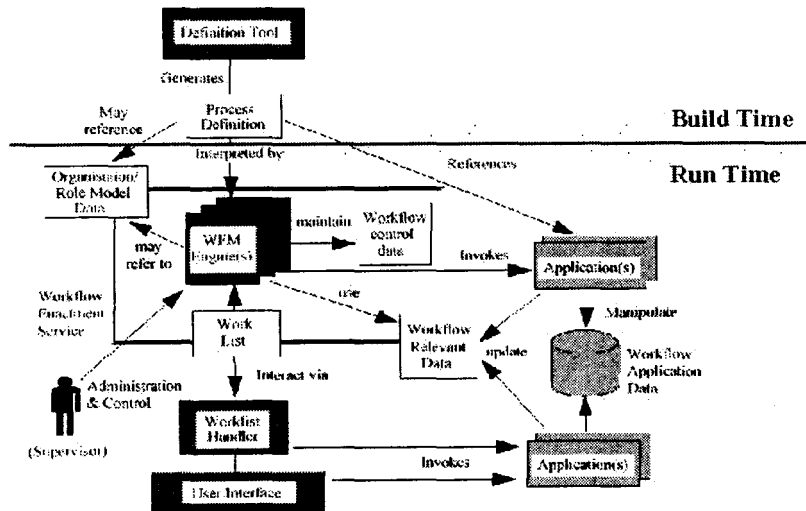 Definition Tool
Generates
May
reference
Process
Definition
Build Time
Interpreted by
References
Run Time
Organisation/
Role Model
Data
WFM
Engine(s)
maintain
Workflow
control
data
may
refer to
Invokes
Application(s)
Workflow
Enactment
Service
use
Work
List
Workflow
Relevant
Data
update
Manipulate
Workflow
Application
Data
Interact via
Administration
& Control
(Supervisor)
Worklist
Handler
Invokes
Application(s)
User Interface